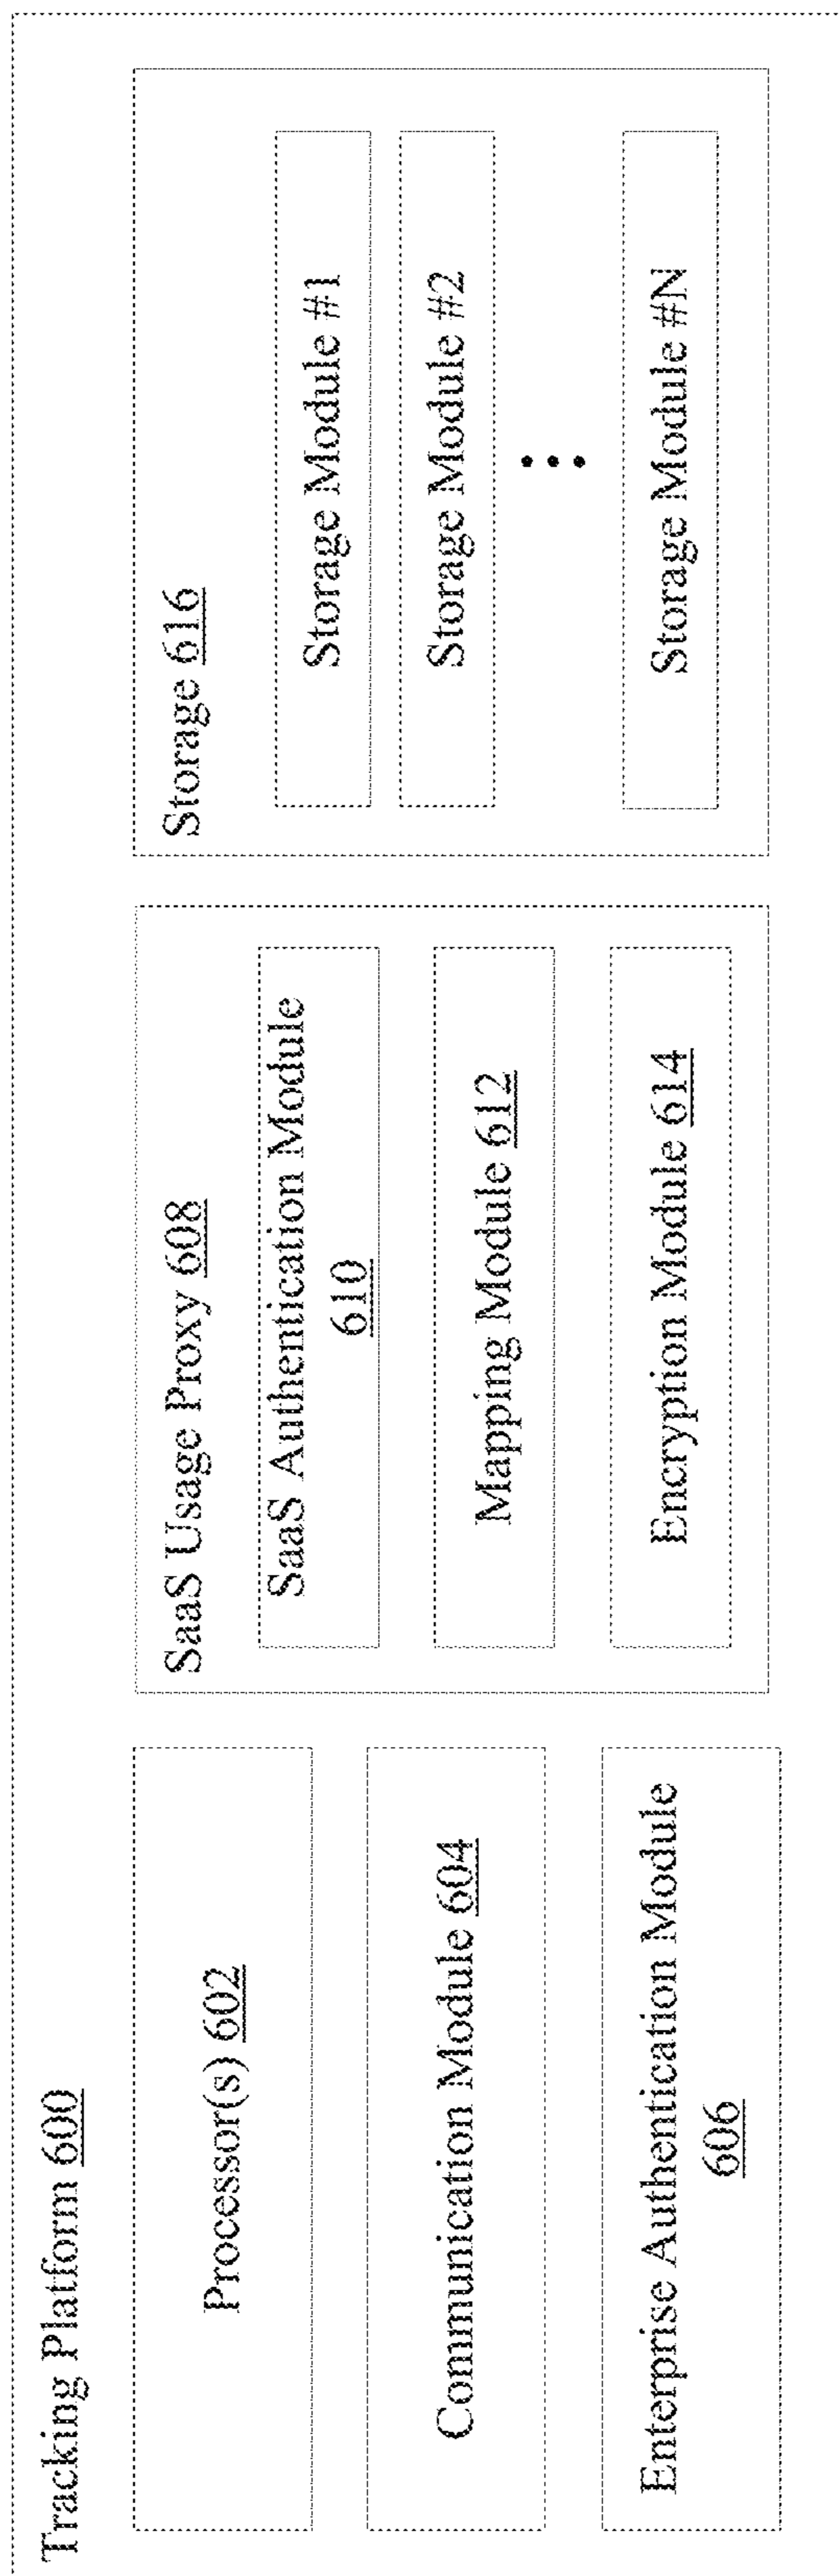 Tracking Platform 600
Processor(s) 602
Communication Module 604
Enterprise Authentication Module
606
SaaS Usage Proxy 608
SaaS Authentication Module
610
Mapping Module 612
Encryption Module 614
Storage 616
Storage Module #1
Storage Module #2
Storage Module #N